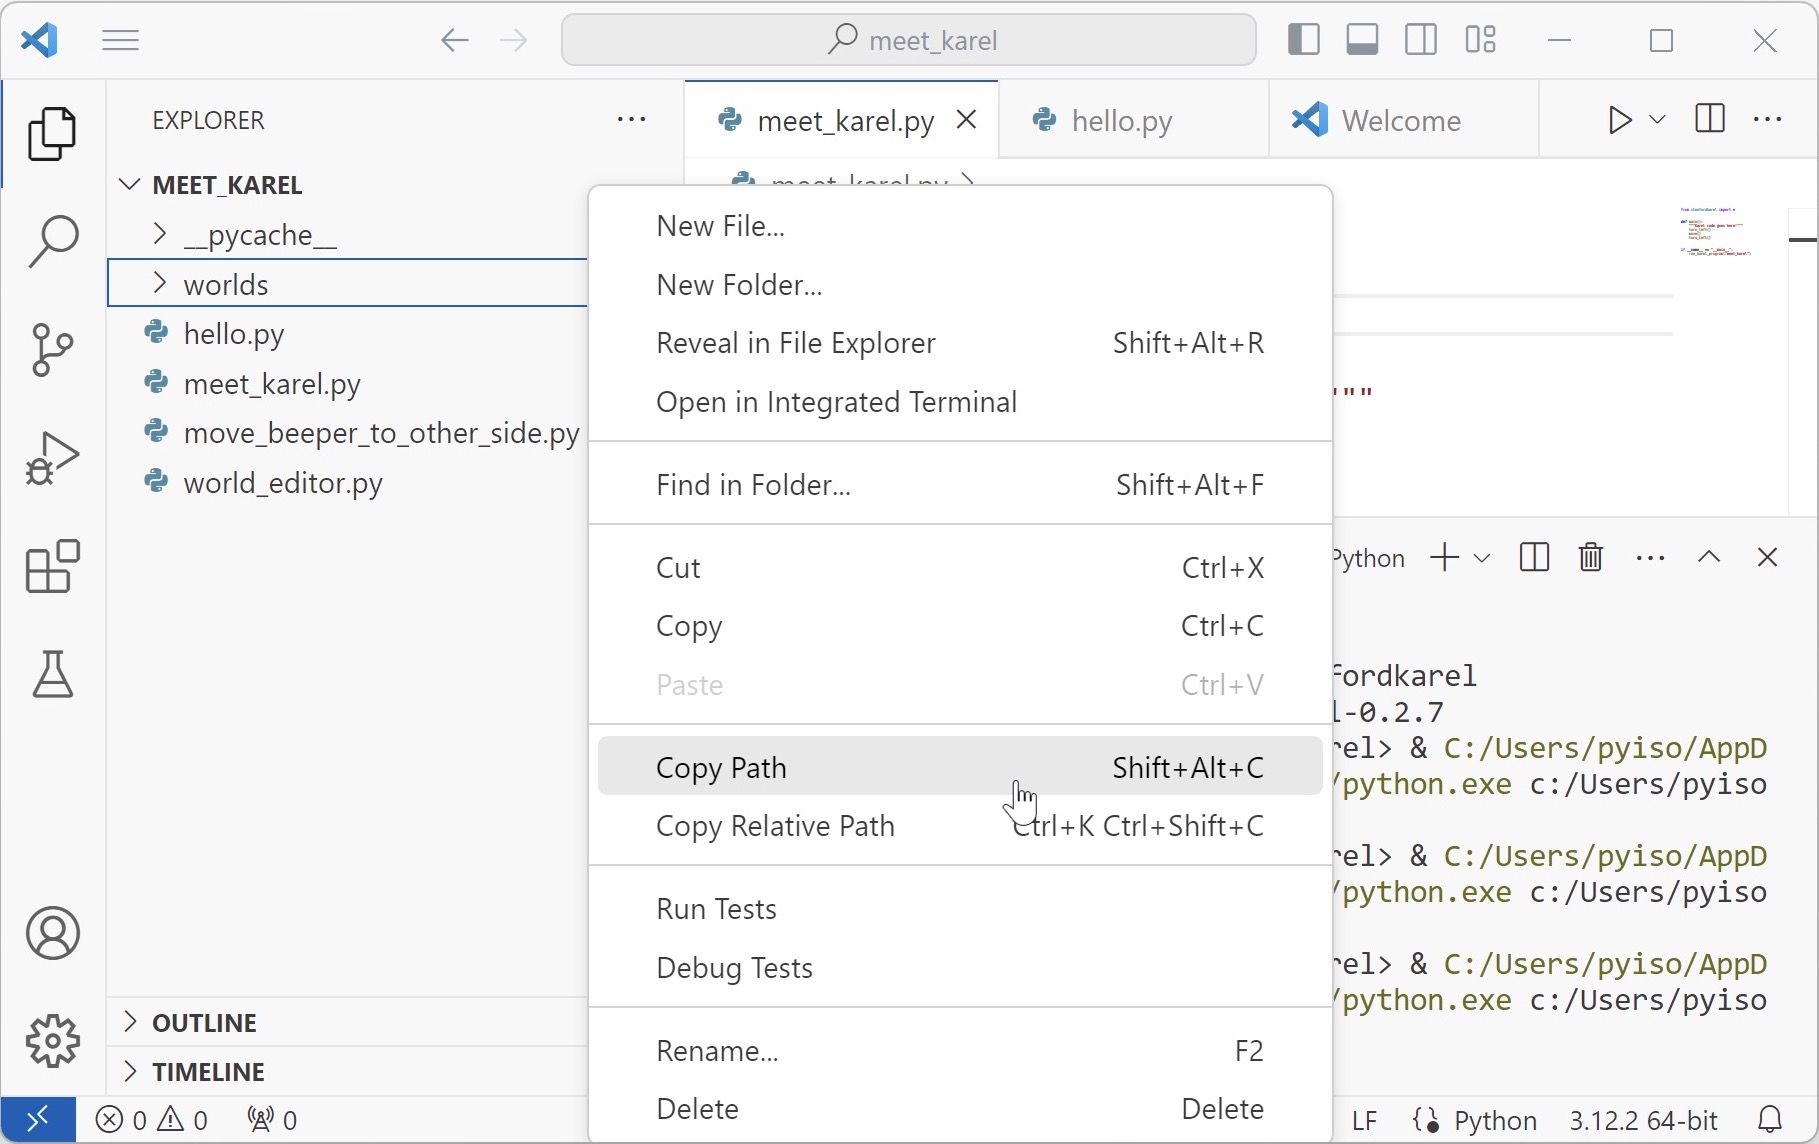 meet_karel
EXPLORER
meet_karel.py
hello.py
Welcome
MEET_KAREL
__pycache__
worlds
hello.py
meet_karel.py
move_beeper_to_other_side.py
world_editor.py
OUTLINE
TIMELINE
meet_karel.py
New File...
New Folder...
Reveal in File Explorer Shift+Alt+R
Open in Integrated Terminal
Find in Folder... Shift+Alt+F
Cut Ctrl+X
Copy Ctrl+C
Paste Ctrl+V
Copy Path Shift+Alt+C
Copy Relative Path Ctrl+K Ctrl+Shift+C
Run Tests
Debug Tests
Rename... F2
Delete Delete
"""
Python
fordkarel
l-0.2.7
rel> & C:/Users/pyiso/AppD
/python.exe c:/Users/pyiso
rel> & C:/Users/pyiso/AppD
/python.exe c:/Users/pyiso
rel> & C:/Users/pyiso/AppD
/python.exe c:/Users/pyiso
0 0 0 LF Python 3.12.2 64-bit